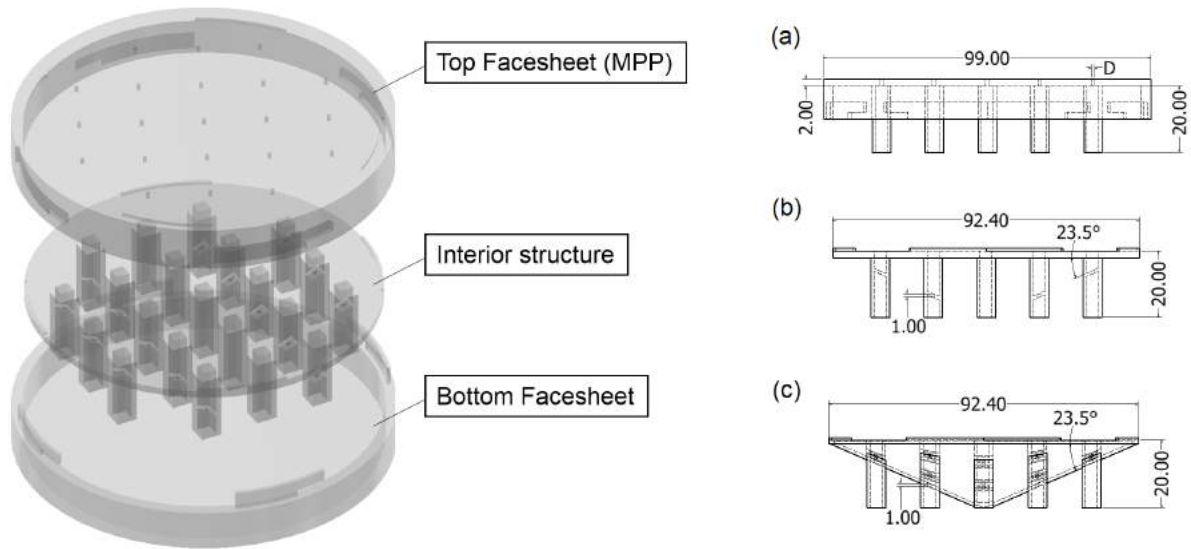 Top Facesheet (MPP)
Interior structure
Bottom Facesheet
(a)
99.00
D
2.00
20.00
(b)
92.40
23.5°
1.00
20.00
(c)
92.40
23.5°
1.00
20.00